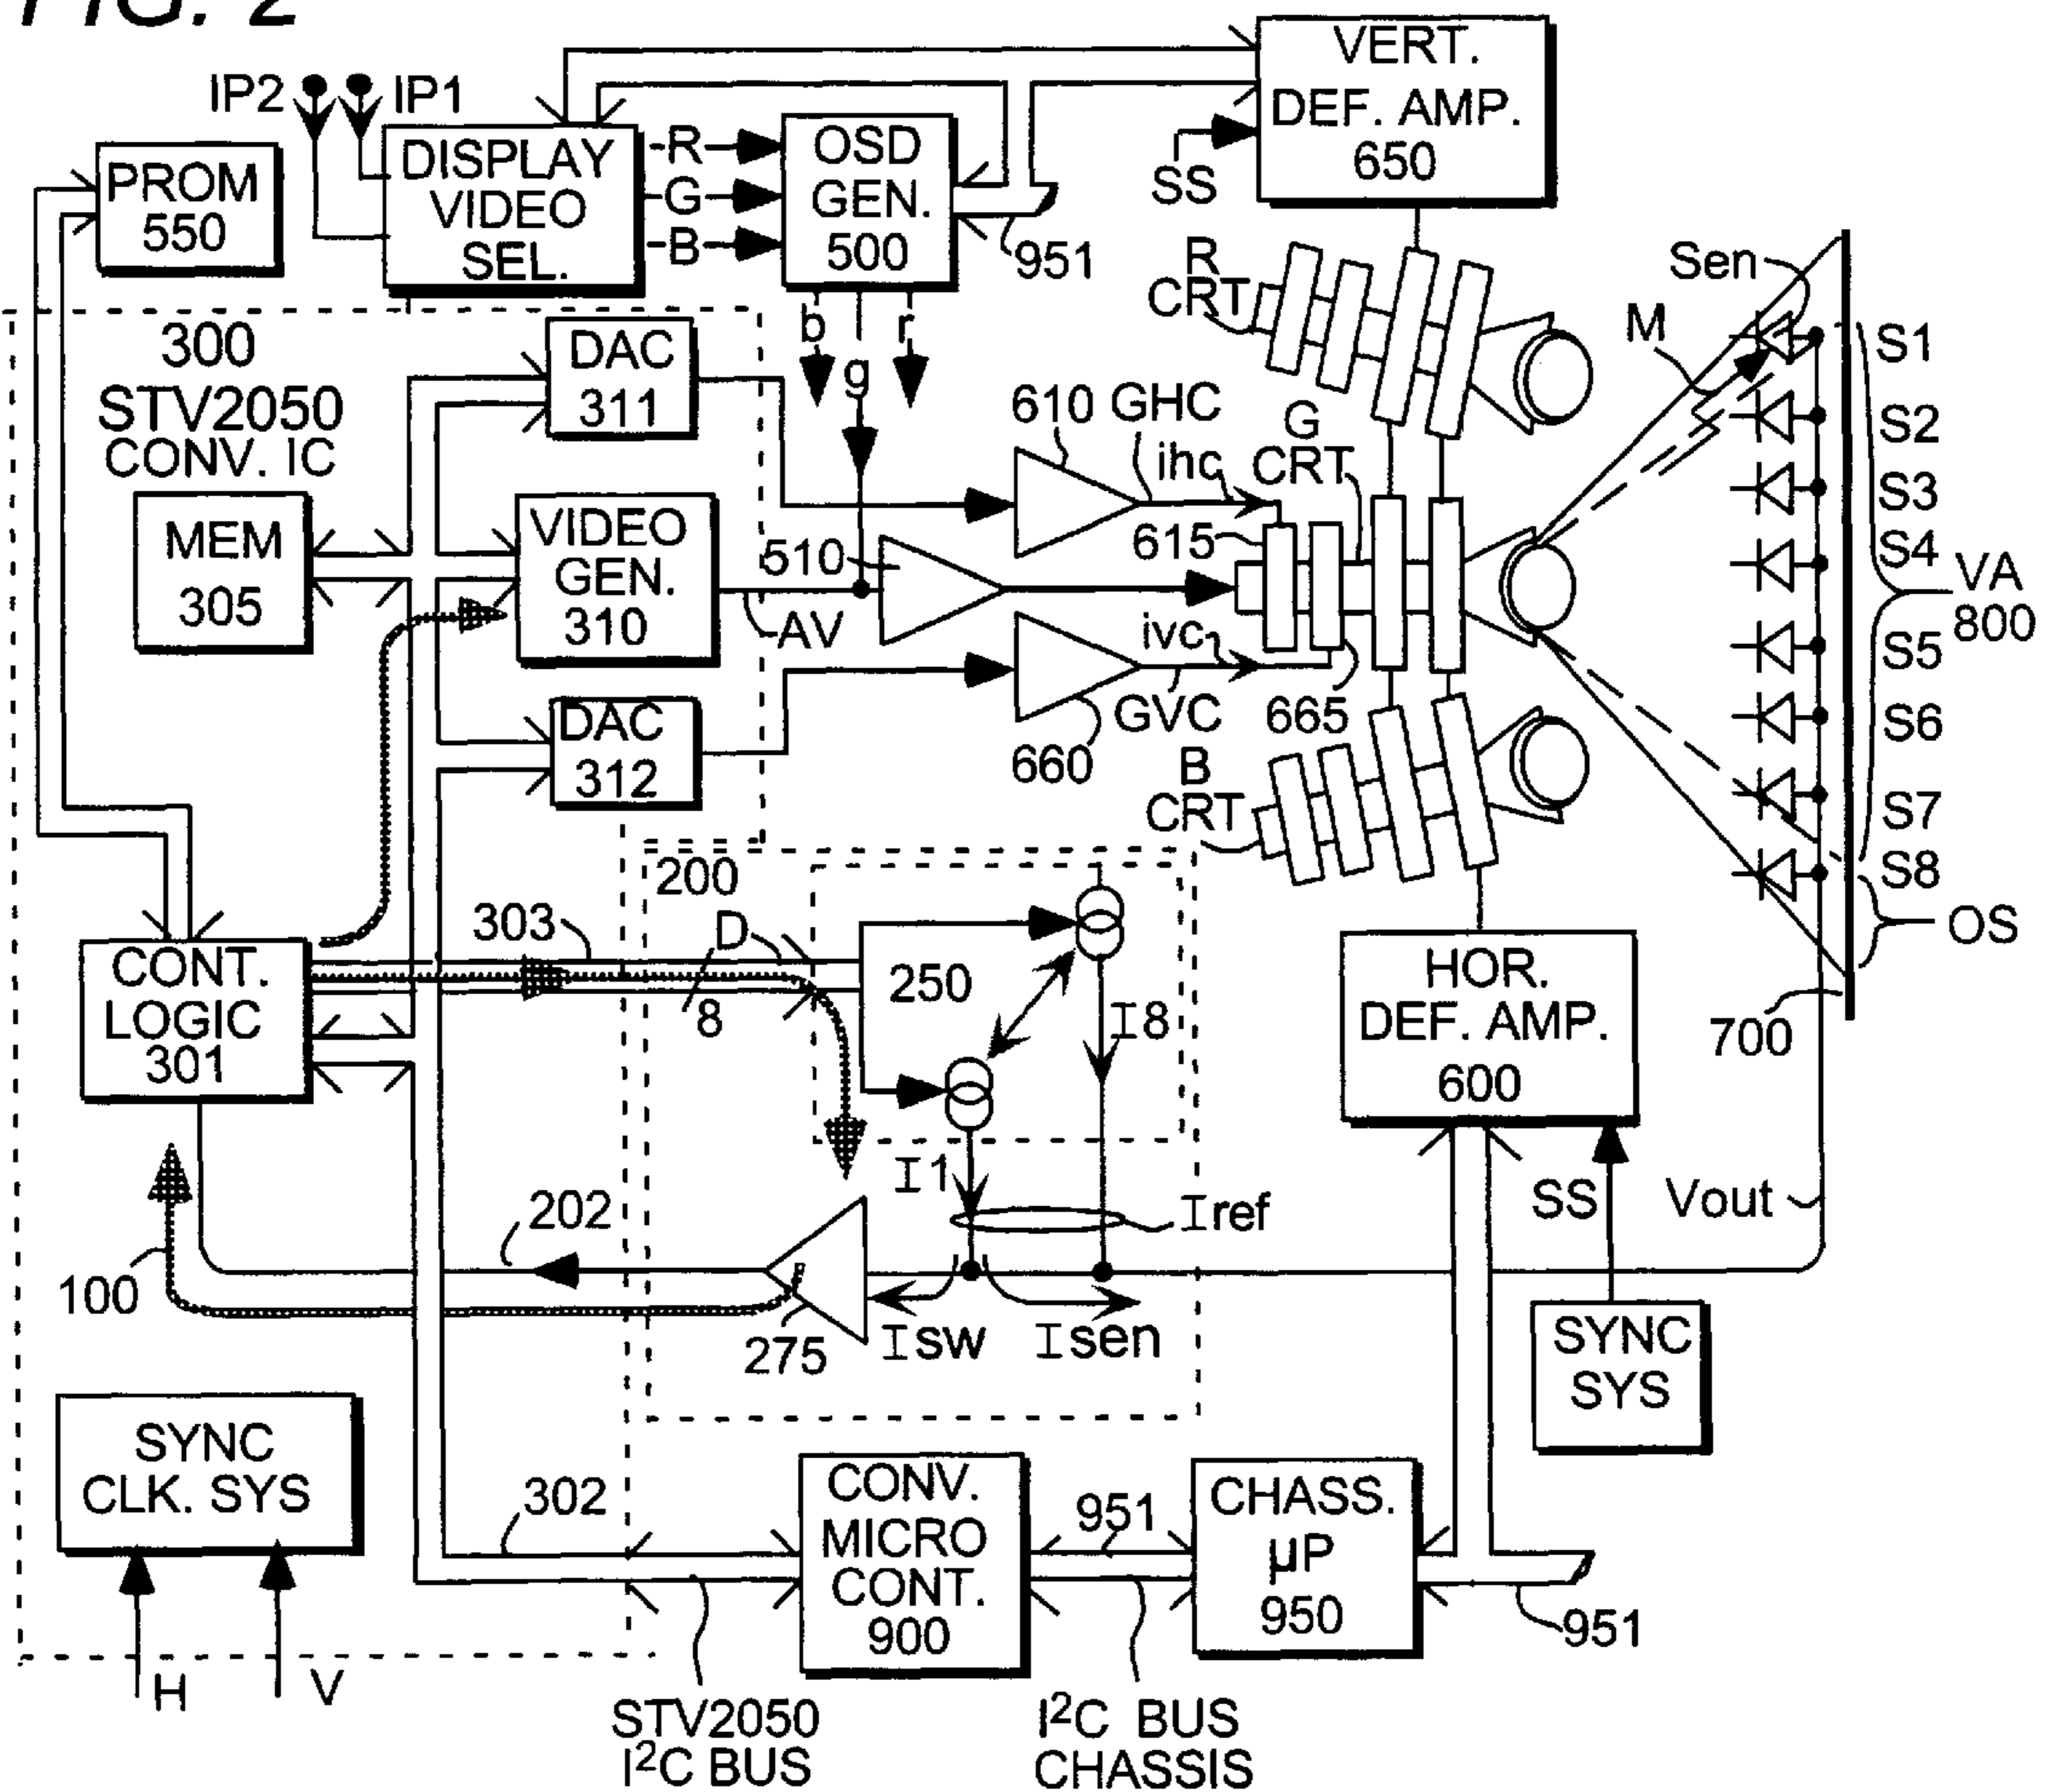 FIG. 2
IP2
IP1
PROM
550
DISPLAY
VIDEO
SEL.
R
G
B
OSD
GEN.
500
951
VERT.
DEF. AMP.
650
SS
b
g
r
300
STV2050
CONV. IC
DAC
311
MEM
305
VIDEO
GEN.
310
DAC
312
AV
510
610
GHC
ihc
615
ivc
GVC
660
665
R
CRT
G
CRT
B
CRT
Sen
M
S1
S2
S3
S4
S5
S6
S7
S8
VA
800
OS
700
CONT.
LOGIC
301
303
D
8
200
250
I8
I1
Iref
202
100
275
Isw
Isen
HOR.
DEF. AMP.
600
SS
Vout
SYNC
SYS
SYNC
CLK. SYS
H
V
302
CONV.
MICRO
CONT.
900
951
CHASS.
μP
950
951
STV2050
I²C BUS
I²C BUS
CHASSIS